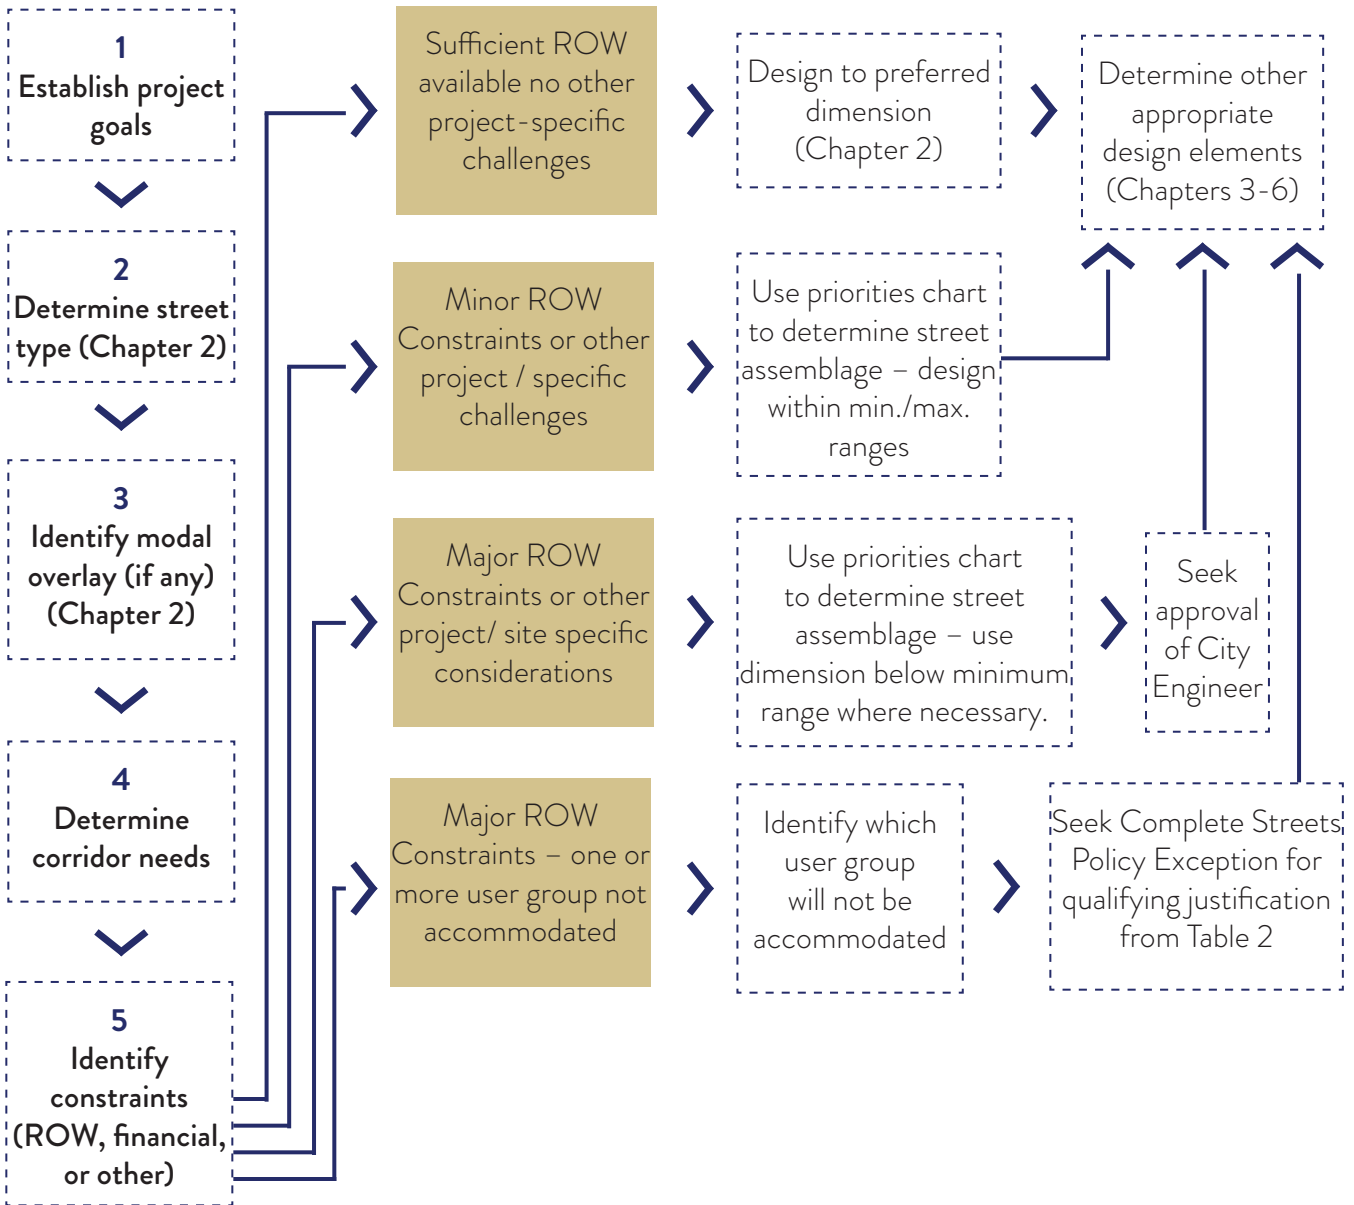 1
Establish project
goals
2
Determine street
type (Chapter 2)
3
Identify modal
overlay (if any)
(Chapter 2)
4
Determine
corridor needs
5
Identify
constraints
(ROW, financial,
or other)
Sufficient ROW
available no other
project-specific
challenges
Design to preferred
dimension
(Chapter 2)
Determine other
appropriate
design elements
(Chapters 3-6)
Minor ROW
Constraints or other
project / specific
challenges
Use priorities chart
to determine street
assemblage – design
within min./max.
ranges
Major ROW
Constraints or other
project/ site specific
considerations
Use priorities chart
to determine street
assemblage – use
dimension below minimum
range where necessary.
Seek
approval
of City
Engineer
Major ROW
Constraints – one or
more user group not
accommodated
Identify which
user group
will not be
accommodated
Seek Complete Streets
Policy Exception for
qualifying justification
from Table 2